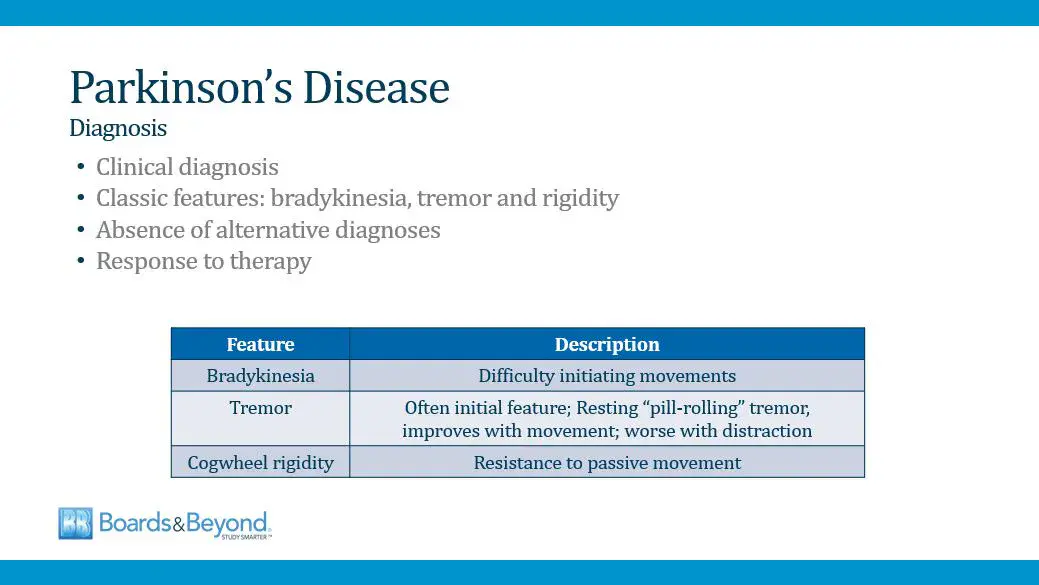 Parkinson's Disease
Diagnosis
• Clinical diagnosis
• Classic features: bradykinesia, tremor and rigidity
• Absence of alternative diagnoses
• Response to therapy
Feature Description
Bradykinesia Difficulty initiating movements
Tremor Often initial feature; Resting “pill-rolling” tremor,
improves with movement; worse with distraction
Cogwheel rigidity Resistance to passive movement
BB Boards&Beyond®
STUDY SMARTER™